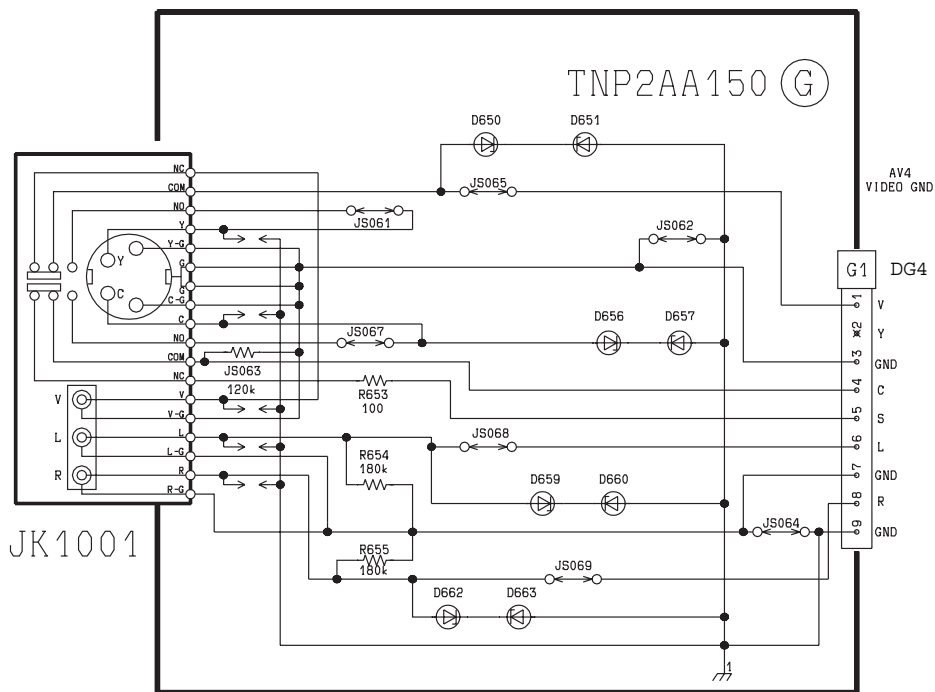 TNP2AA150 G
D650
D651
AV4
VIDEO GND
NC
COM
JS065
NO
JS061
Y
JS062
Y-G
Y
G
G1
DG4
G
C
C-G
1
V
C
NO
JS067
D656
D657
2
Y
COM
3
GND
JS063
120k
NC
R653
100
4
C
V
V
V-G
5
S
L
L
JS068
6
L
L-G
R654
180k
R
R
7
GND
D659
D660
R-G
8
R
JS064
9
GND
JK1001
R655
180k
JS069
D662
D663
1